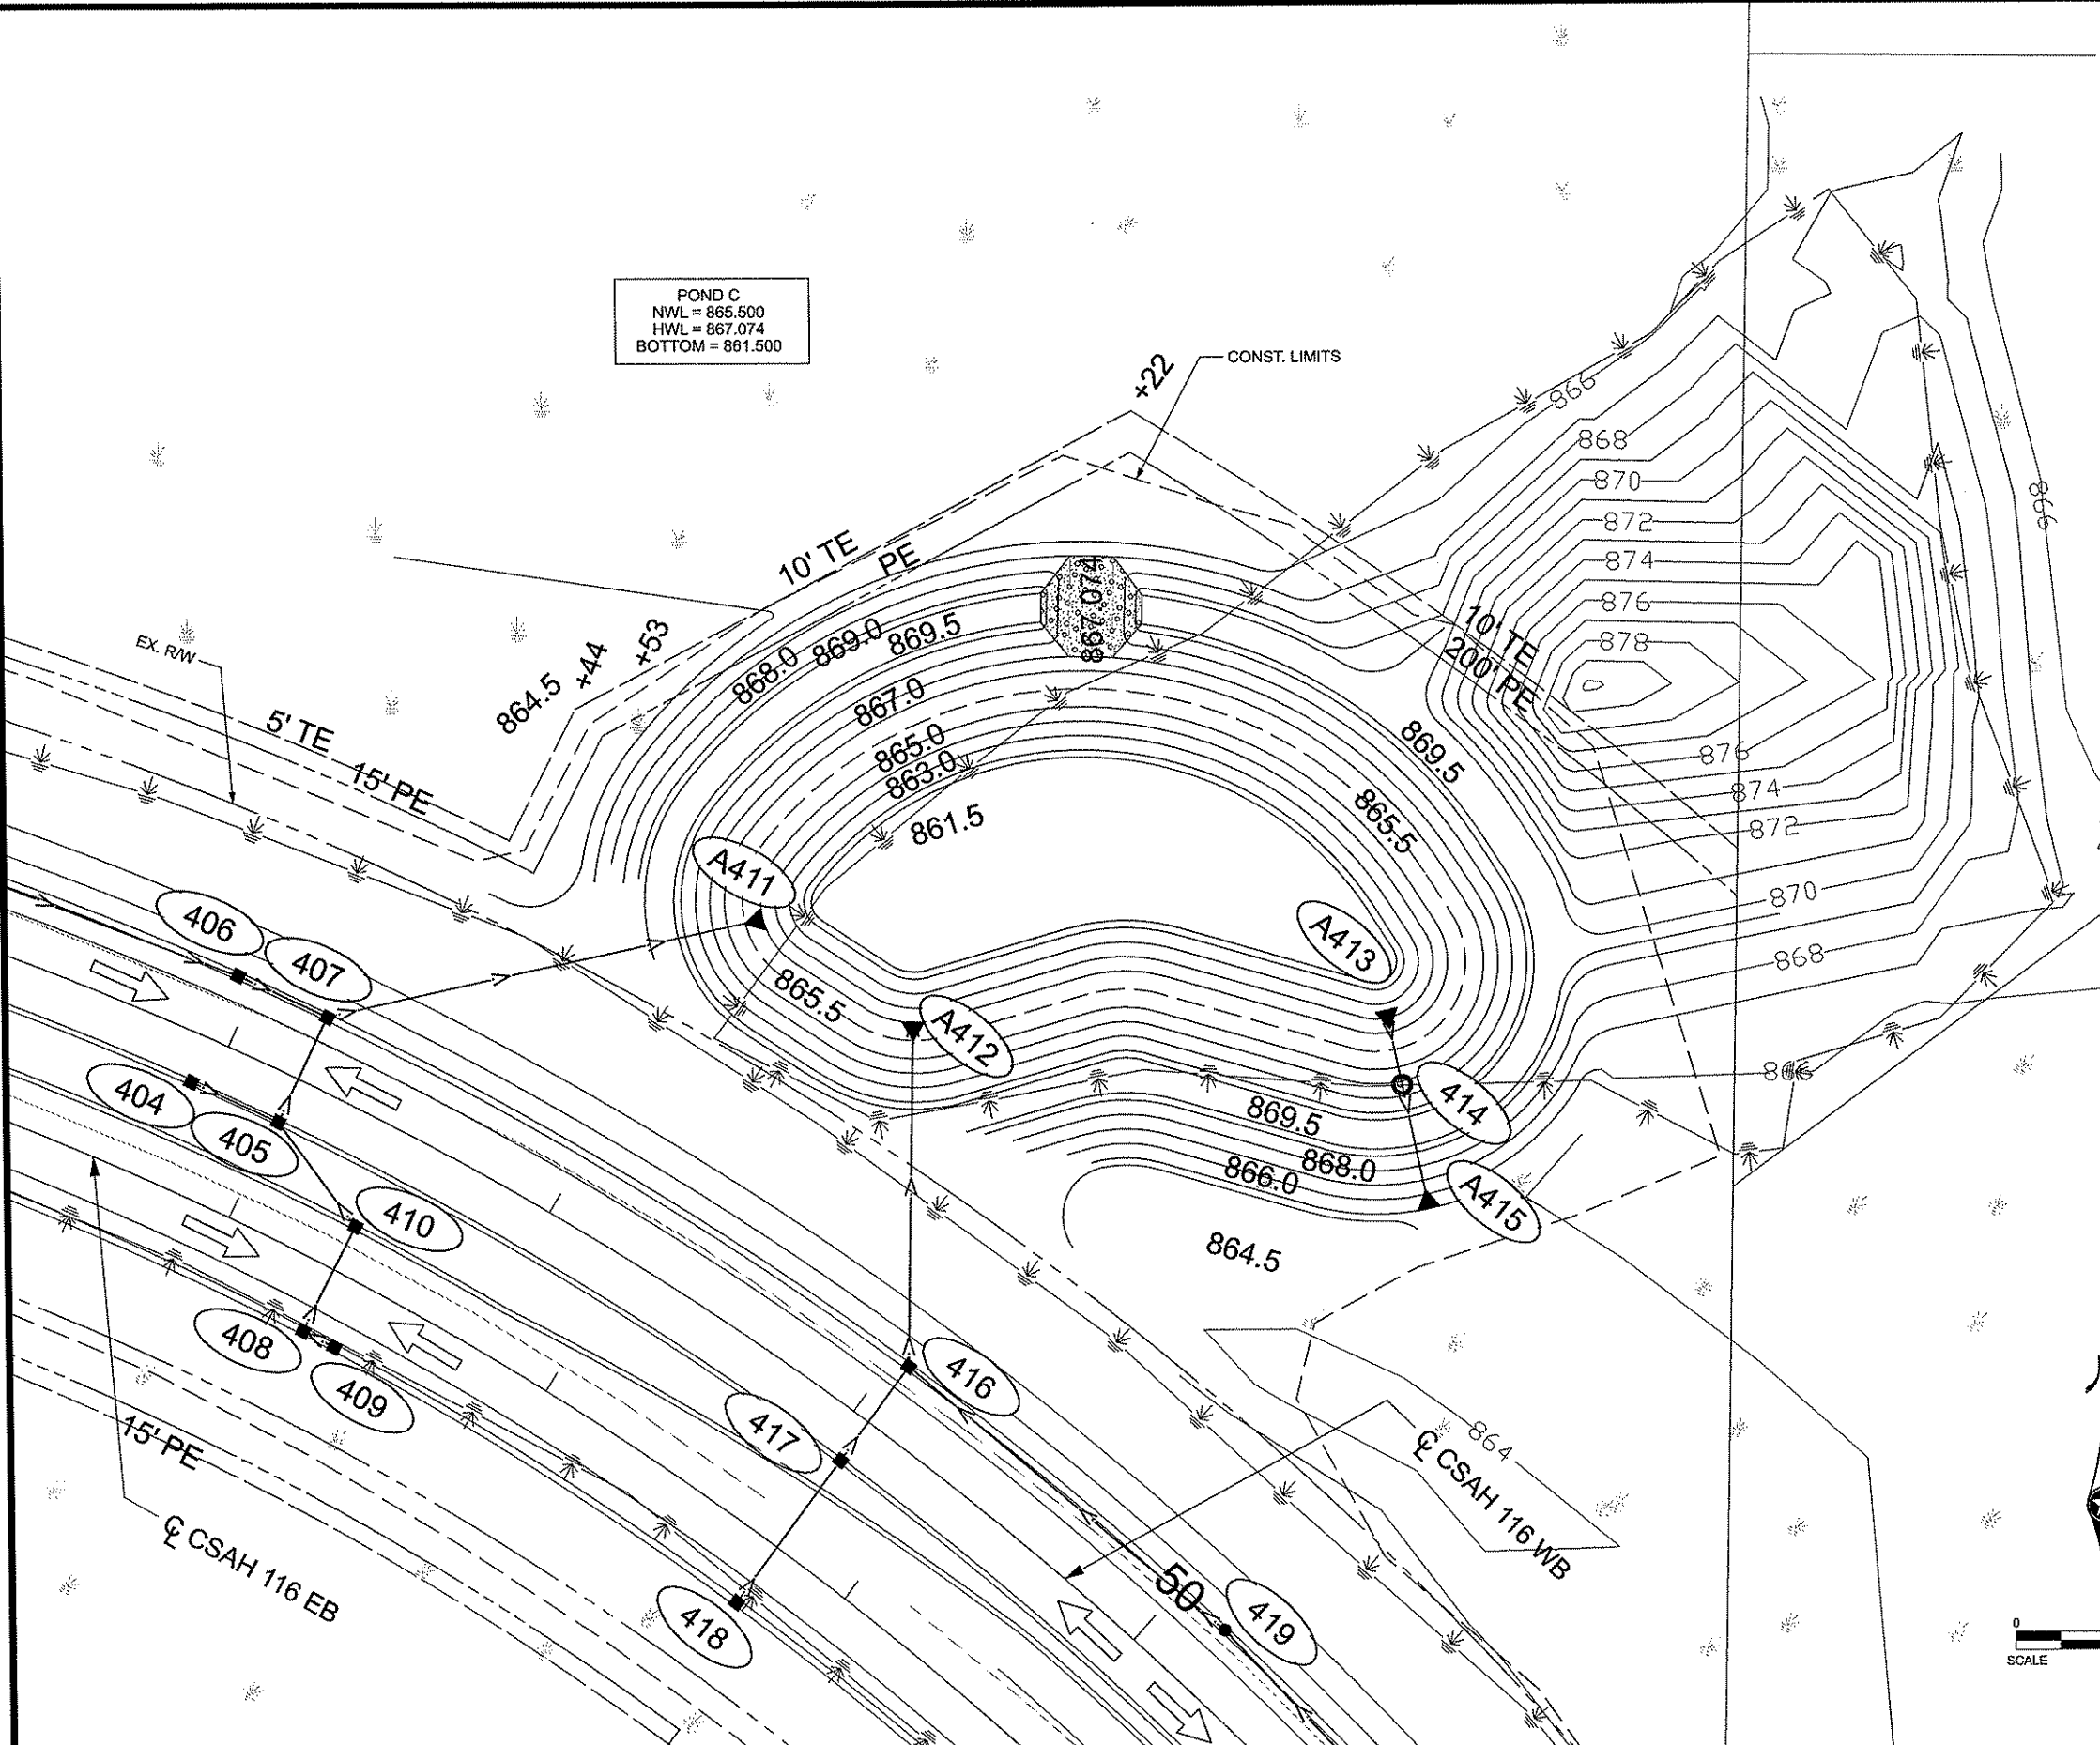 POND C
NWL = 865.500
HWL = 867.074
BOTTOM = 861.500
+22
CONST. LIMITS
866
868
870
872
874
876
878
866
10' TE
PE
867.074
868.0
869.0
869.5
+53
+44
864.5
EX. R/W
5' TE
15' PE
867.0
865.0
863.0
861.5
10' TE
200' PE
869.5
865.5
876
874
872
870
868
866
A411
A413
406
407
865.5
A412
404
405
414
869.5
868.0
866.0
A415
410
864.5
408
409
416
417
864
15' PE
℄ CSAH 116 WB
℄ CSAH 116 EB
50
418
419
0
SCALE